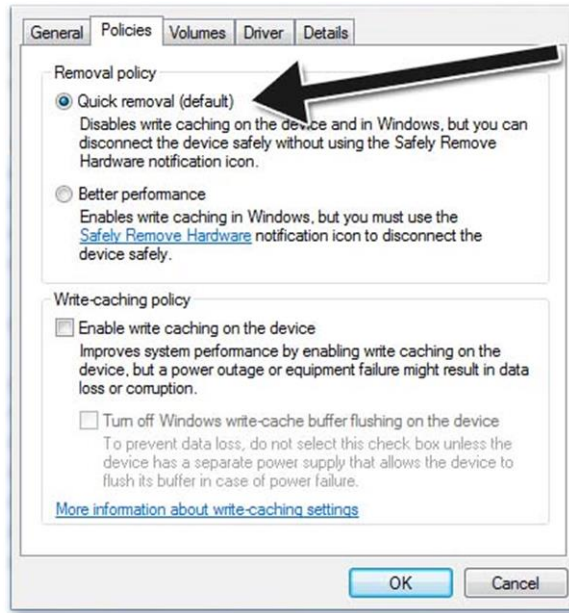 General Policies Volumes Driver Details
Removal policy
Quick removal (default)
Disables write caching on the device and in Windows, but you can
disconnect the device safely without using the Safely Remove
Hardware notification icon.
Better performance
Enables write caching in Windows, but you must use the
Safely Remove Hardware notification icon to disconnect the
device safely.
Write-caching policy
Enable write caching on the device
Improves system performance by enabling write caching on the
device, but a power outage or equipment failure might result in data
loss or corruption.
Turn off Windows write-cache buffer flushing on the device
To prevent data loss, do not select this check box unless the
device has a separate power supply that allows the device to
flush its buffer in case of power failure.
More information about write-caching settings
OK Cancel